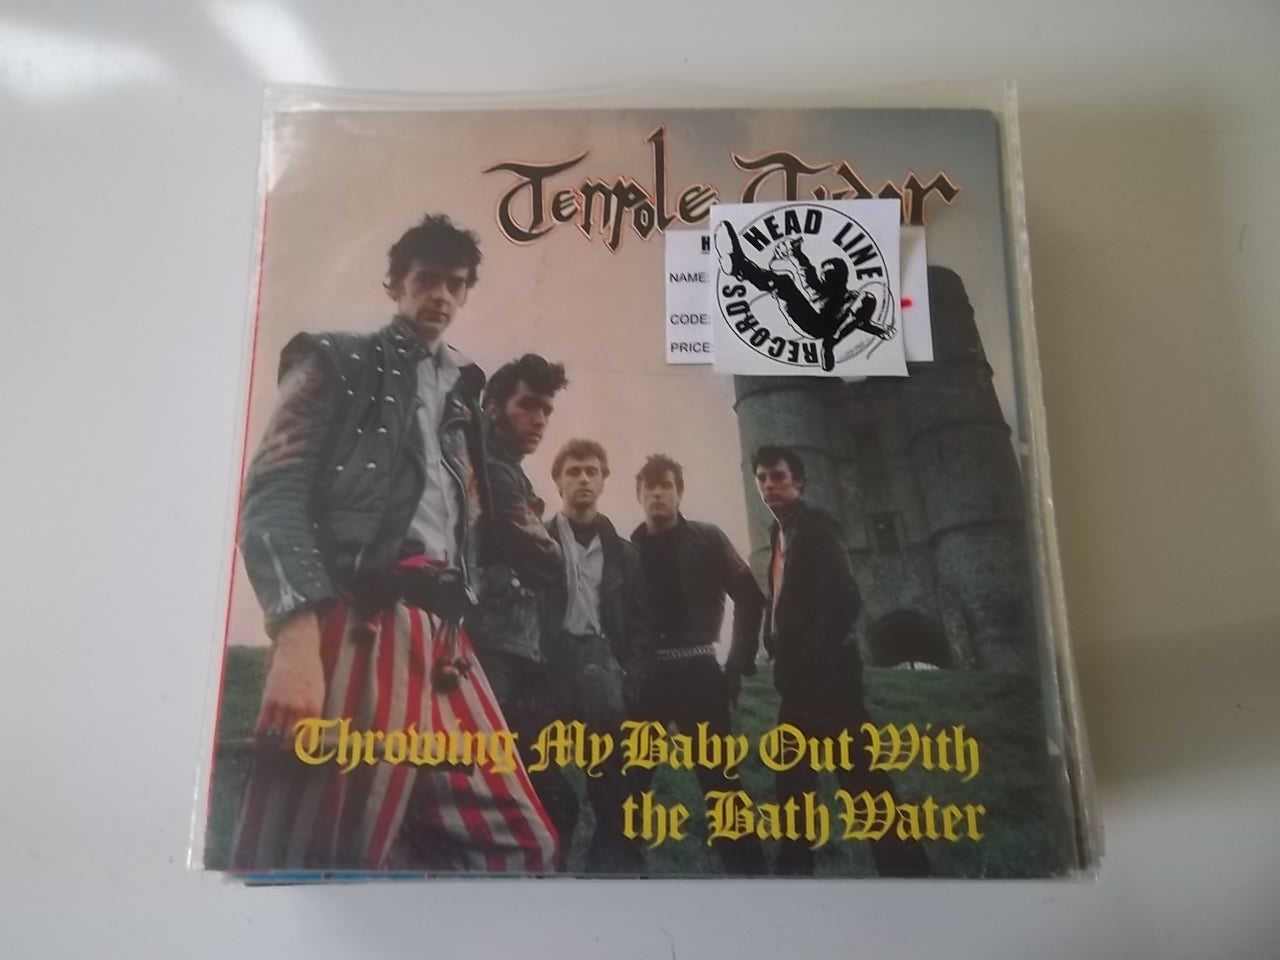 Tenpole Tudor
H
NAME:
CODE:
PRICE:
HEAD LINE
RECORDS
Throwing My Baby Out With
the Bath Water